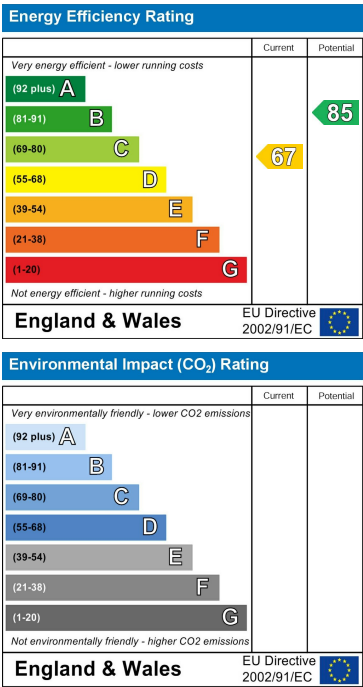 Energy Efficiency Rating
Current Potential
Very energy efficient - lower running costs
(92 plus) A
(81-91) B
85
(69-80) C
67
(55-68) D
(39-54) E
(21-38) F
(1-20) G
Not energy efficient - higher running costs
England & Wales
EU Directive
2002/91/EC
Environmental Impact (CO₂) Rating
Current Potential
Very environmentally friendly - lower CO2 emissions
(92 plus) A
(81-91) B
(69-80) C
(55-68) D
(39-54) E
(21-38) F
(1-20) G
Not environmentally friendly - higher CO2 emissions
England & Wales
EU Directive
2002/91/EC